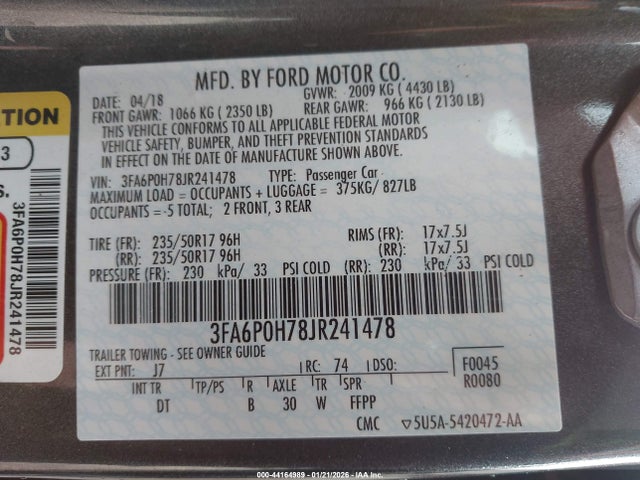 MFD. BY FORD MOTOR CO.
DATE: 04/18 GVWR: 2009 KG ( 4430 LB)
FRONT GAWR: 1066 KG ( 2350 LB) REAR GAWR: 966 KG ( 2130 LB)
THIS VEHICLE CONFORMS TO ALL APPLICABLE FEDERAL MOTOR
VEHICLE SAFETY, BUMPER, AND THEFT PREVENTION STANDARDS
IN EFFECT ON THE DATE OF MANUFACTURE SHOWN ABOVE.
VIN: 3FA6P0H78JR241478 TYPE: Passenger Car
MAXIMUM LOAD = OCCUPANTS + LUGGAGE = 375KG/ 827LB
OCCUPANTS = 5 TOTAL; 2 FRONT, 3 REAR
TIRE (FR): 235/50R17 96H RIMS (FR): 17x7.5J
(RR): 235/50R17 96H (RR): 17x7.5J
PRESSURE (FR): 230 kPa/ 33 PSI COLD (RR): 230 kPa/ 33 PSI COLD
3FA6P0H78JR241478
TRAILER TOWING - SEE OWNER GUIDE
EXT PNT: J7 RC: 74 DSO: F0045
R0080
INT TR TP/PS R AXLE TR SPR
DT B 30 W FFPP
CMC ▽5U5A-5420472-AA
TION
3
S.
3FA6P0H78JR241478
000-44164989 - 01/21/2026 - IAA, Inc.